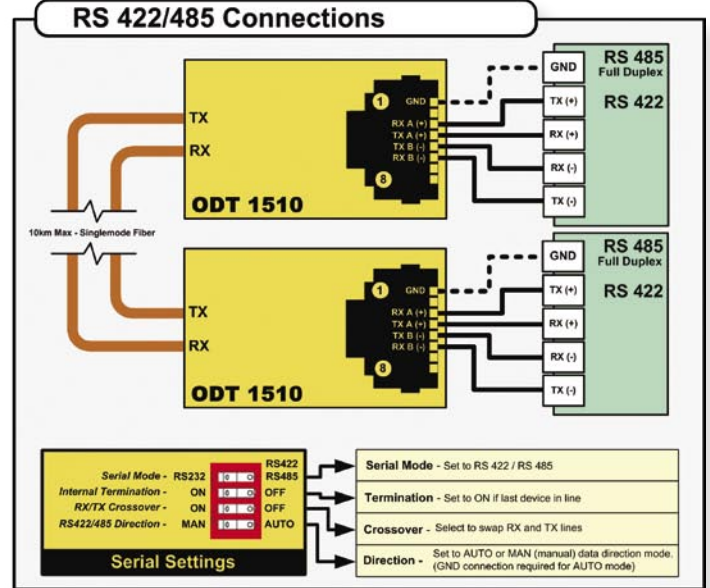 RS 422/485 Connections
TX
RX
ODT 1510
1
GND
RX A (+)
TX A (+)
TX B (-)
RX B (-)
8
GND
TX (+)
RX (+)
RX (-)
TX (-)
RS 485
Full Duplex
RS 422
10km Max - Singlemode Fiber
TX
RX
ODT 1510
1
GND
RX A (+)
TX A (+)
TX B (-)
RX B (-)
8
GND
TX (+)
RX (+)
RX (-)
TX (-)
RS 485
Full Duplex
RS 422
RS422
Serial Mode - RS232 RS485
Internal Termination - ON OFF
RX/TX Crossover - ON OFF
RS422/485 Direction - MAN AUTO
Serial Settings
Serial Mode - Set to RS 422 / RS 485
Termination - Set to ON if last device in line
Crossover - Select to swap RX and TX lines
Direction - Set to AUTO or MAN (manual) data direction mode.
(GND connection required for AUTO mode)